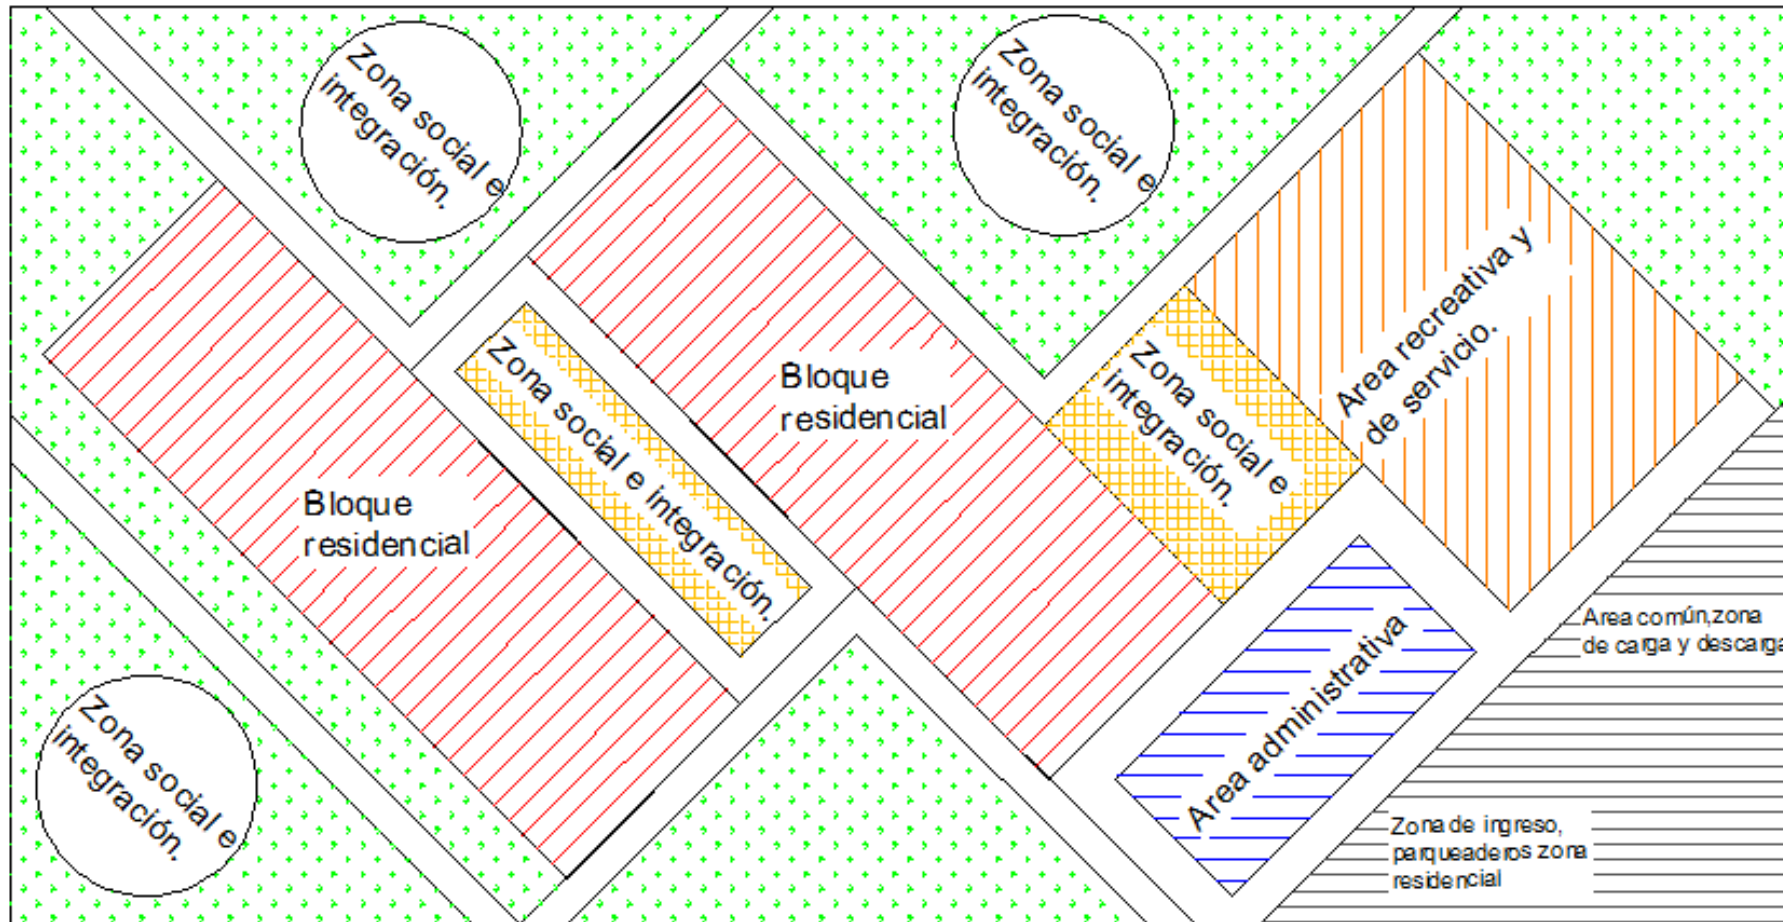 Zona social e
integración.
Zona social e
integración.
Area recreativa y
de servicio.
Zona social e
integración.
Bloque
residencial
Zona social e integración.
Bloque
residencial
Area común,zona
de carga y descarga
Area administrativa
Zona social e
integración.
Zona de ingreso,
parqueaderos zona
residencial